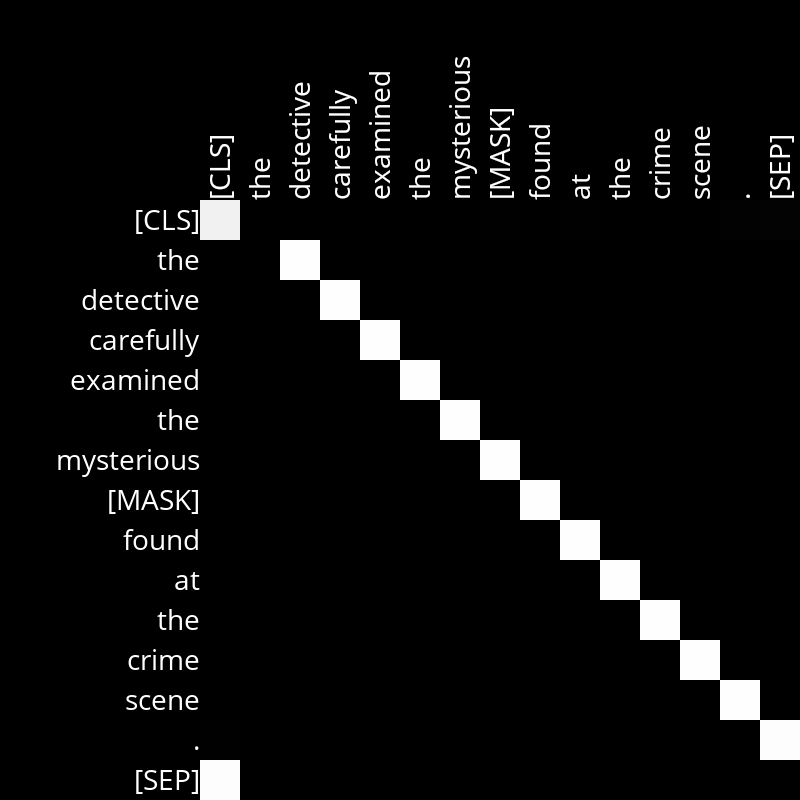 [CLS] the detective carefully examined the mysterious [MASK] found at the crime scene . [SEP]
[CLS]
the
detective
carefully
examined
the
mysterious
[MASK]
found
at
the
crime
scene
.
[SEP]